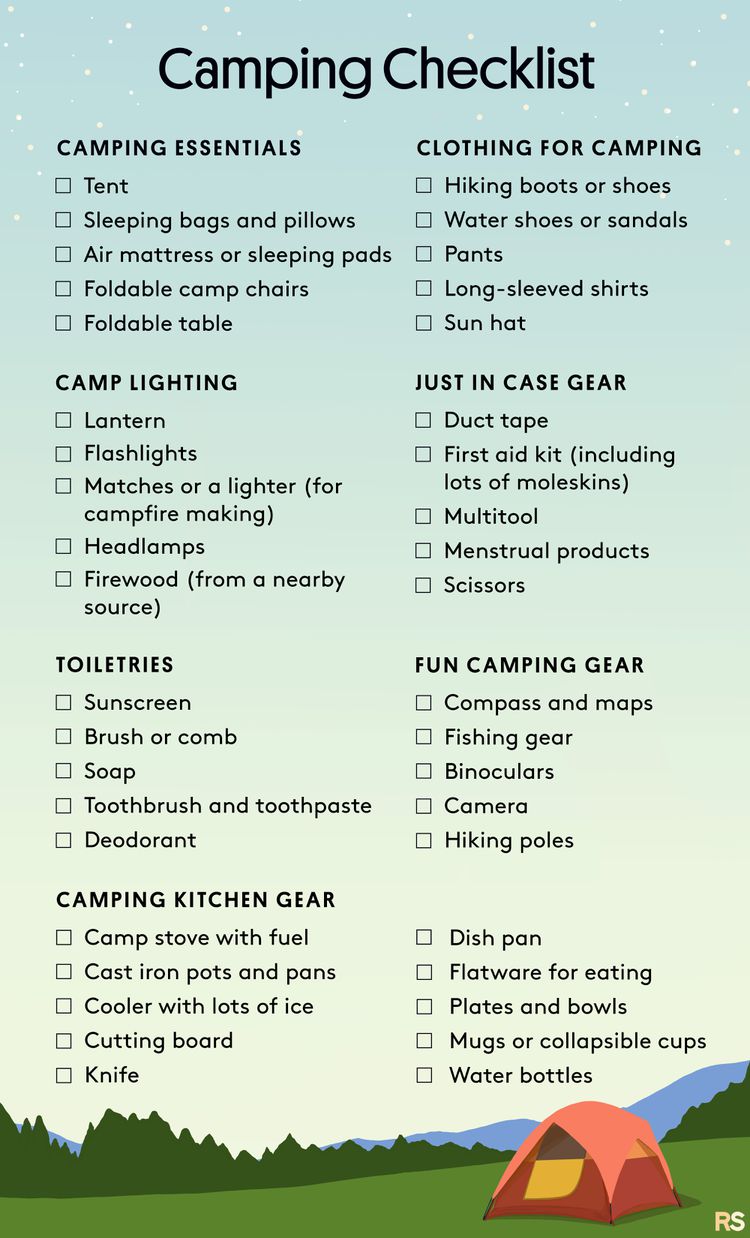 Camping Checklist
CAMPING ESSENTIALS
Tent
Sleeping bags and pillows
Air mattress or sleeping pads
Foldable camp chairs
Foldable table
CLOTHING FOR CAMPING
Hiking boots or shoes
Water shoes or sandals
Pants
Long-sleeved shirts
Sun hat
CAMP LIGHTING
Lantern
Flashlights
Matches or a lighter (for
campfire making)
Headlamps
Firewood (from a nearby
source)
JUST IN CASE GEAR
Duct tape
First aid kit (including
lots of moleskins)
Multitool
Menstrual products
Scissors
TOILETRIES
Sunscreen
Brush or comb
Soap
Toothbrush and toothpaste
Deodorant
FUN CAMPING GEAR
Compass and maps
Fishing gear
Binoculars
Camera
Hiking poles
CAMPING KITCHEN GEAR
Camp stove with fuel
Cast iron pots and pans
Cooler with lots of ice
Cutting board
Knife
Dish pan
Flatware for eating
Plates and bowls
Mugs or collapsible cups
Water bottles
RS